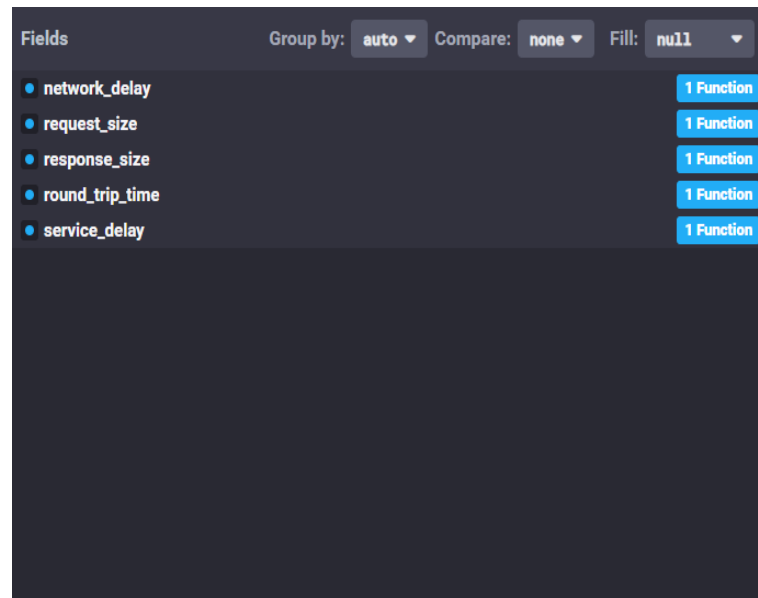 Fields Group by: auto Compare: none Fill: null
network_delay 1 Function
request_size 1 Function
response_size 1 Function
round_trip_time 1 Function
service_delay 1 Function